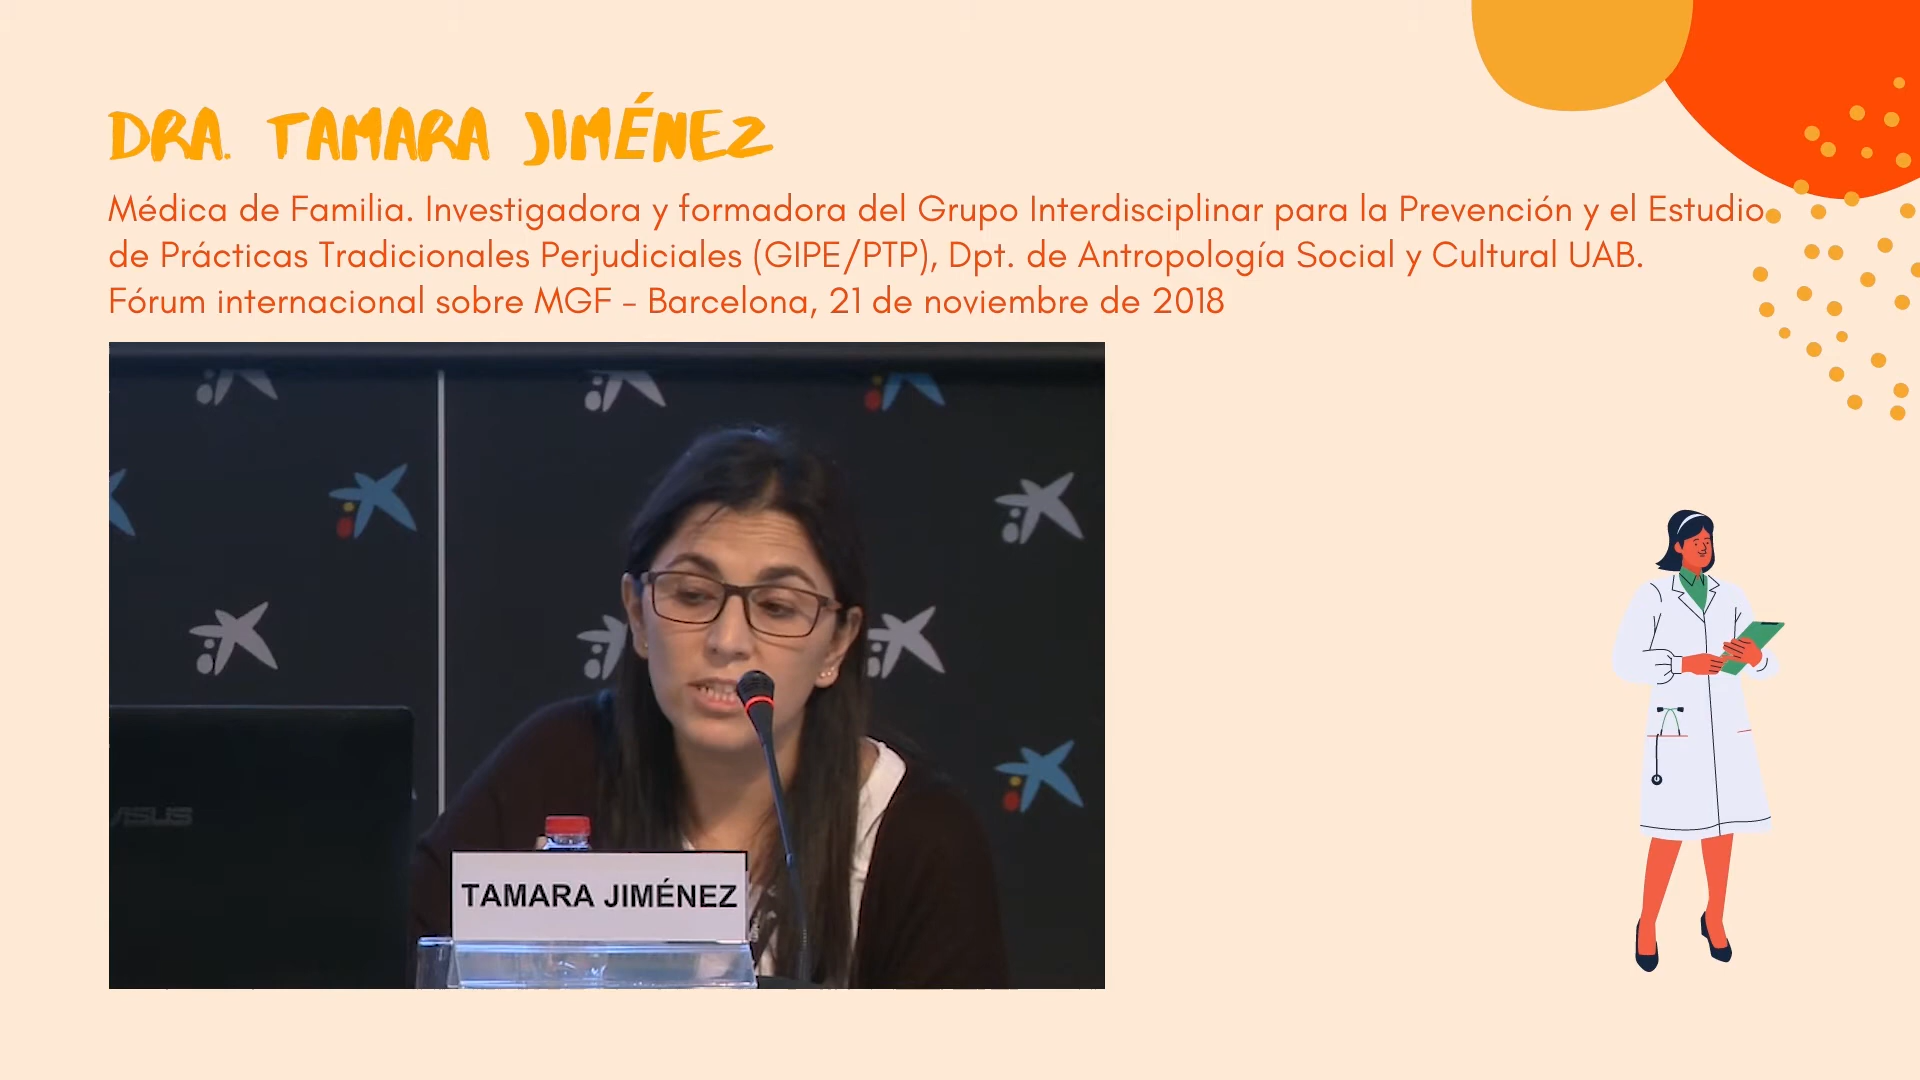 DRA. TAMARA JIMÉNEZ
Médica de Familia. Investigadora y formadora del Grupo Interdisciplinar para la Prevención y el Estudio
de Prácticas Tradicionales Perjudiciales (GIPE/PTP), Dpt. de Antropología Social y Cultural UAB.
Fórum internacional sobre MGF - Barcelona, 21 de noviembre de 2018
ASUS
TAMARA JIMÉNEZ